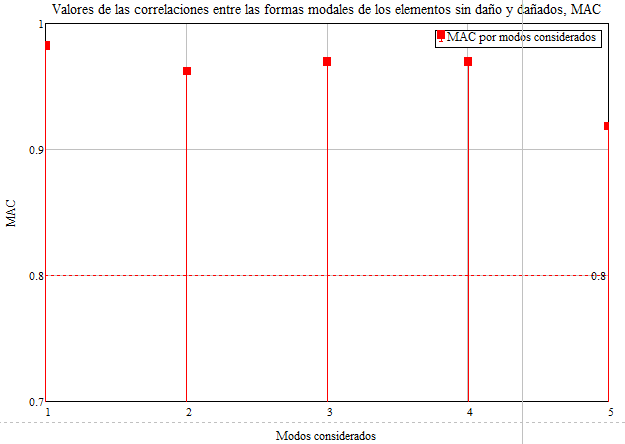 Valores de las correlaciones entre las formas modales de los elementos sin daño y dañados, MAC
1
MAC por modos considerados
0.9
MAC
0.8
0.8
0.7
1 2 3 4 5
Modos considerados